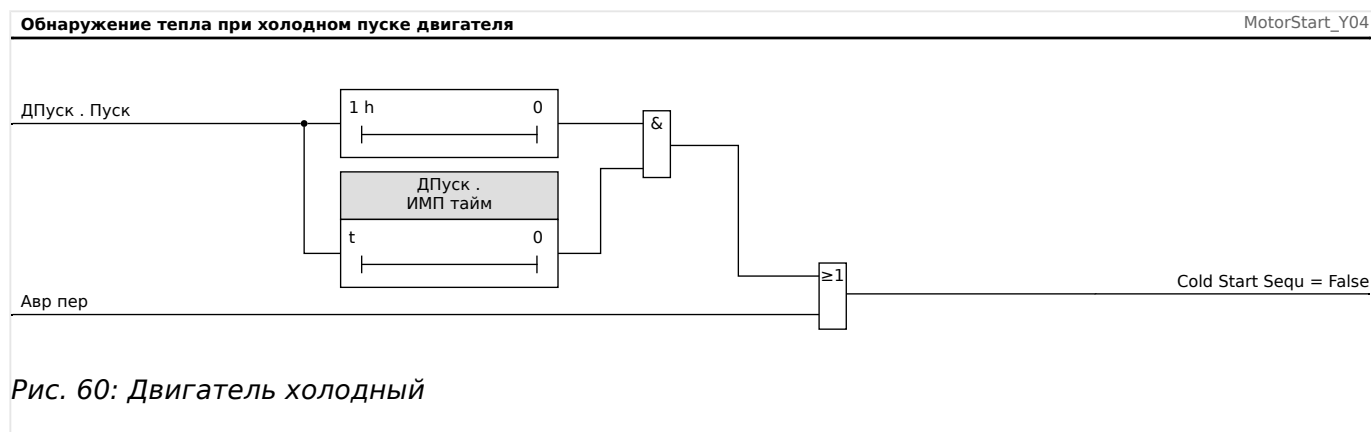 Обнаружение тепла при холодном пуске двигателя MotorStart_Y04
ДПуск . Пуск
1 h 0
&
ДПуск .
ИМП тайм
t 0
≥1
Cold Start Sequ = False
Авр пер
Рис. 60: Двигатель холодный